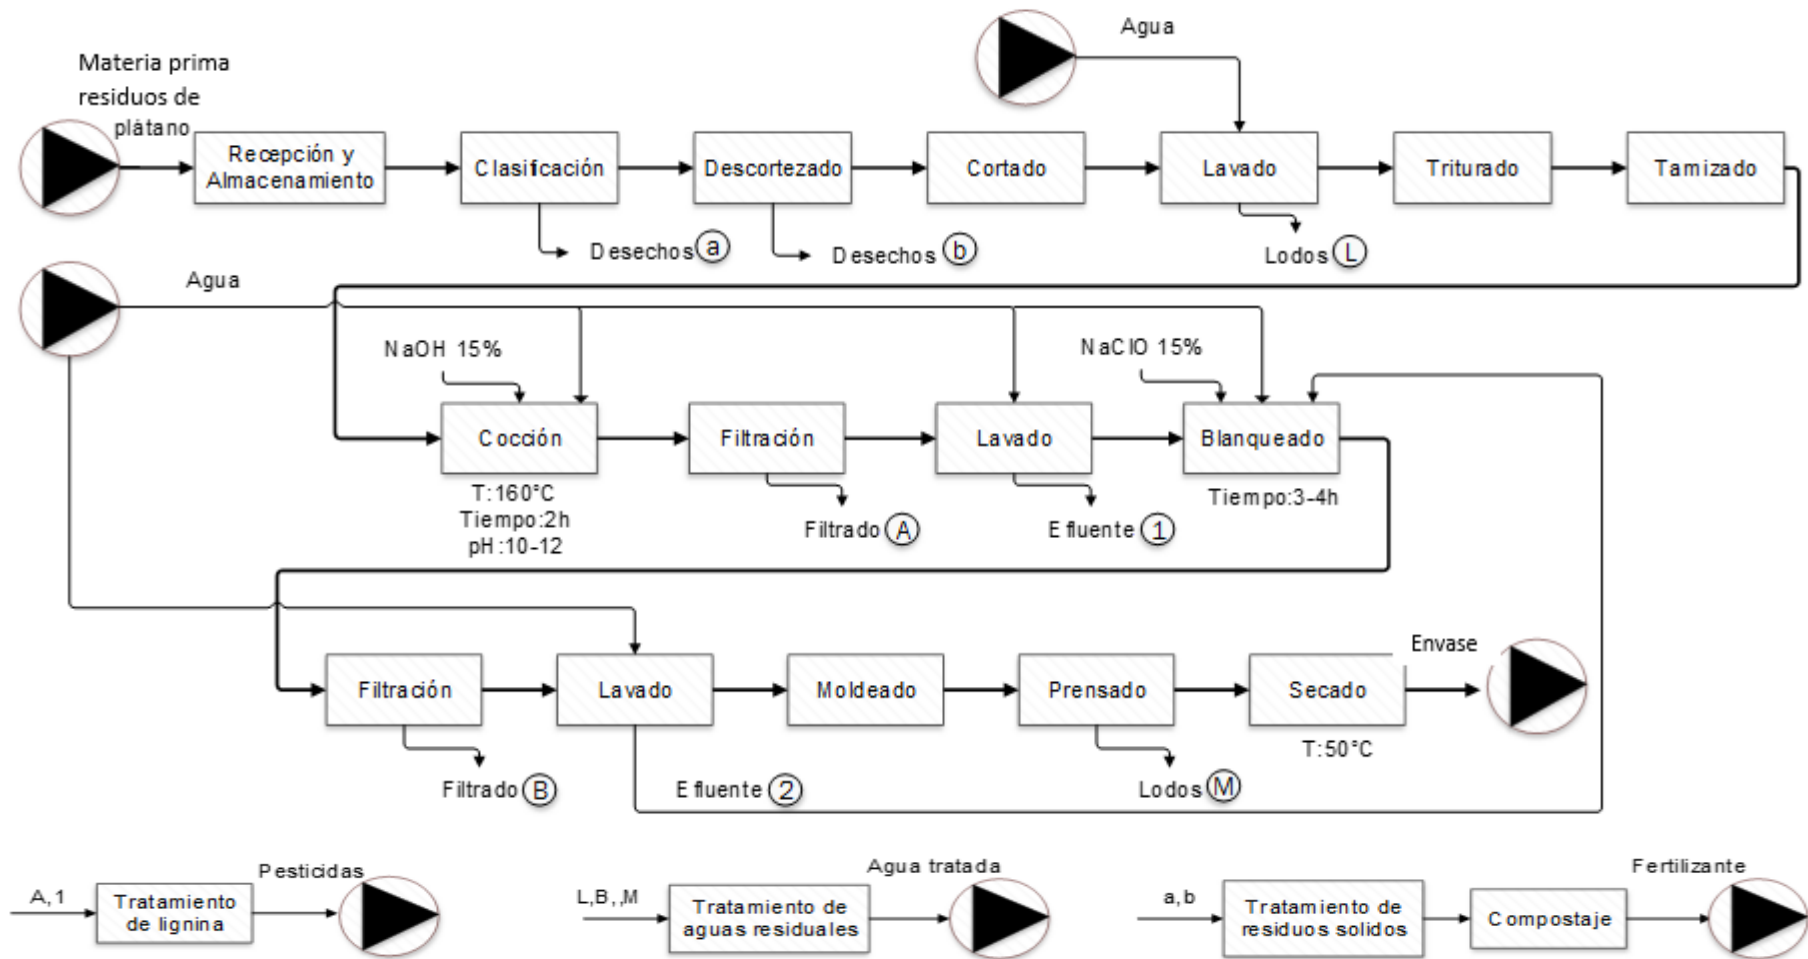 Agua
Materia prima
residuos de
plátano
Recepción y
Almacenamiento
Clasificación
Descortezado
Cortado
Lavado
Triturado
Tamizado
Desechos a
Desechos b
Lodos L
Agua
NaOH 15%
NaClO 15%
Cocción
Filtración
Lavado
Blanqueado
T:160°C
Tiempo:2h
pH:10-12
Tiempo:3-4h
Filtrado A
Efluente 1
Envase
Filtración
Lavado
Moldeado
Prensado
Secado
T:50°C
Filtrado B
Efluente 2
Lodos M
A,1
Tratamiento
de lignina
Pesticidas
L,B,,M
Tratamiento de
aguas residuales
Agua tratada
a,b
Tratamiento de
residuos solidos
Compostaje
Fertilizante